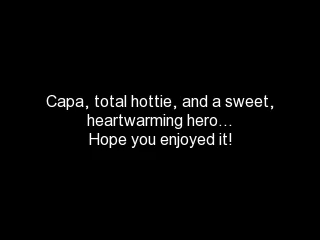 Capa, total hottie, and a sweet,
heartwarming hero...
Hope you enjoyed it!